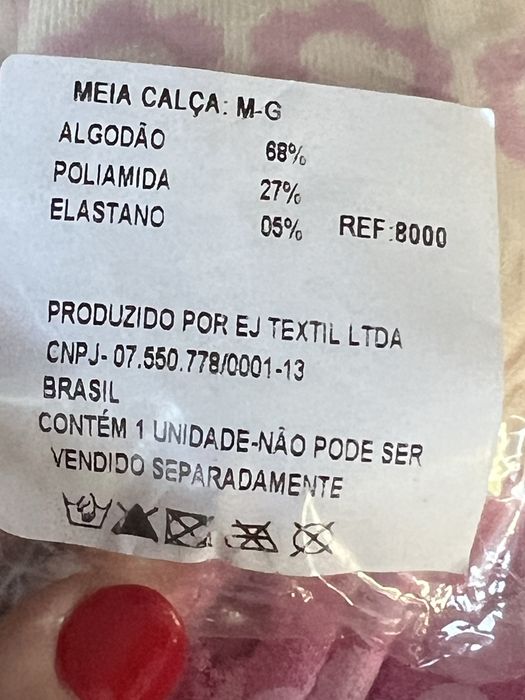 MEIA CALÇA: M-G
ALGODÃO 68%
POLIAMIDA 27%
ELASTANO 05% REF:8000
PRODUZIDO POR EJ TEXTIL LTDA
CNPJ- 07.550.778/0001-13
BRASIL
CONTÉM 1 UNIDADE-NÃO PODE SER
VENDIDO SEPARADAMENTE